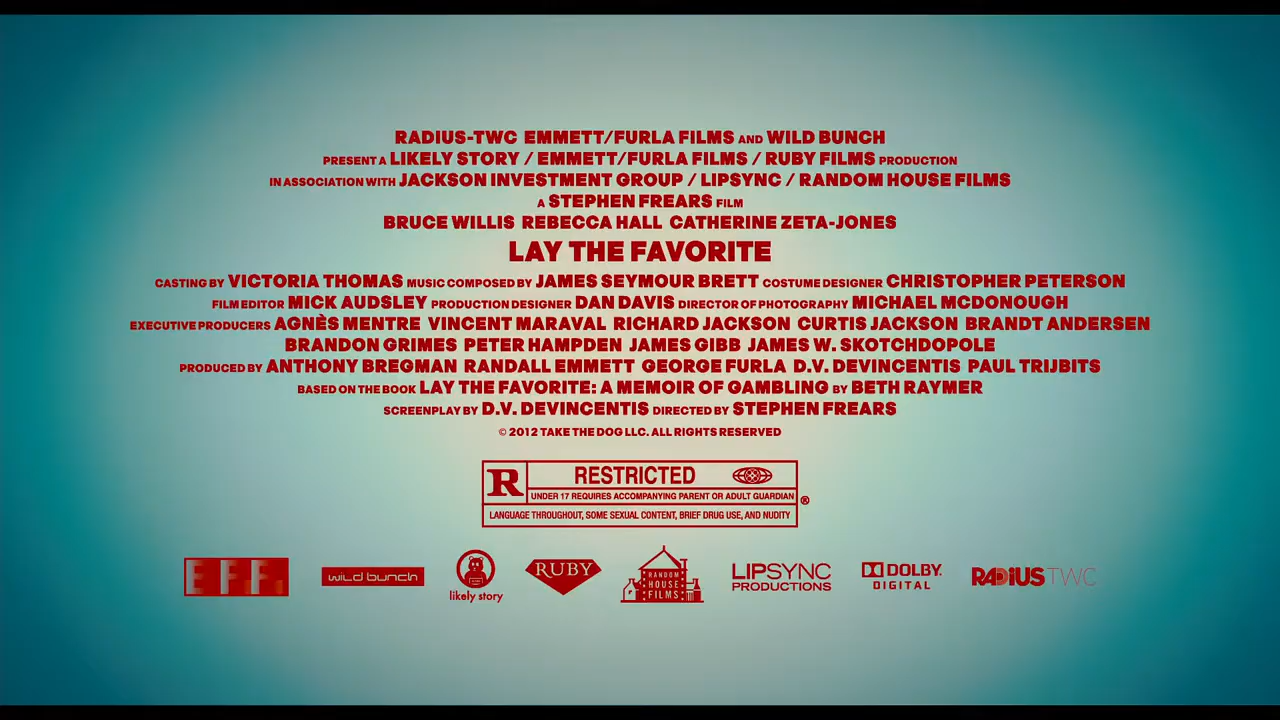 RADIUS-TWC EMMETT/FURLA FILMS AND WILD BUNCH
PRESENT A LIKELY STORY / EMMETT/FURLA FILMS / RUBY FILMS PRODUCTION
IN ASSOCIATION WITH JACKSON INVESTMENT GROUP / LIPSYNC / RANDOM HOUSE FILMS
A STEPHEN FREARS FILM
BRUCE WILLIS REBECCA HALL CATHERINE ZETA-JONES
LAY THE FAVORITE
CASTING BY VICTORIA THOMAS MUSIC COMPOSED BY JAMES SEYMOUR BRETT COSTUME DESIGNER CHRISTOPHER PETERSON
FILM EDITOR MICK AUDSLEY PRODUCTION DESIGNER DAN DAVIS DIRECTOR OF PHOTOGRAPHY MICHAEL MCDONOUGH
EXECUTIVE PRODUCERS AGNÈS MENTRE VINCENT MARAVAL RICHARD JACKSON CURTIS JACKSON BRANDT ANDERSEN
BRANDON GRIMES PETER HAMPDEN JAMES GIBB JAMES W. SKOTCHDOPOLE
PRODUCED BY ANTHONY BREGMAN RANDALL EMMETT GEORGE FURLA D.V. DEVINCENTIS PAUL TRIJBITS
BASED ON THE BOOK LAY THE FAVORITE: A MEMOIR OF GAMBLING BY BETH RAYMER
SCREENPLAY BY D.V. DEVINCENTIS DIRECTED BY STEPHEN FREARS
© 2012 TAKE THE DOG LLC. ALL RIGHTS RESERVED
R RESTRICTED
UNDER 17 REQUIRES ACCOMPANYING PARENT OR ADULT GUARDIAN ®
LANGUAGE THROUGHOUT, SOME SEXUAL CONTENT, BRIEF DRUG USE, AND NUDITY
E F F.
wild bunch
likely story
RUBY
RANDOM
HOUSE
FILMS
LIPSYNC
PRODUCTIONS
DOLBY.
DIGITAL
RADiUS TWC